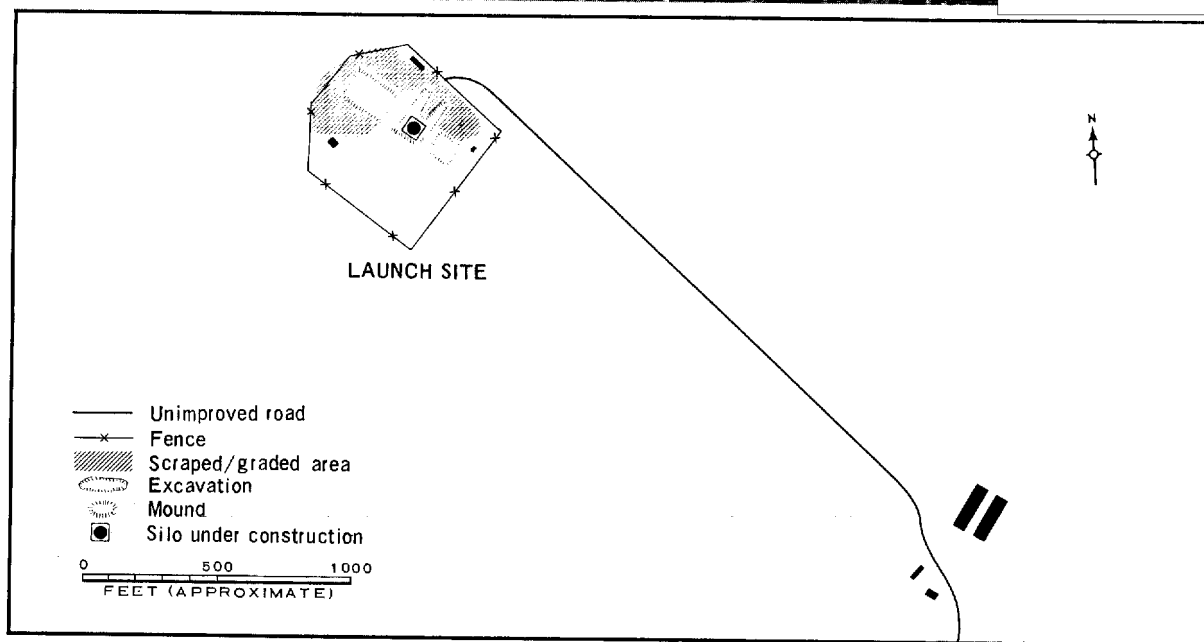 N
LAUNCH SITE
Unimproved road
Fence
Scraped/graded area
Excavation
Mound
Silo under construction
0 500 1000
FEET (APPROXIMATE)